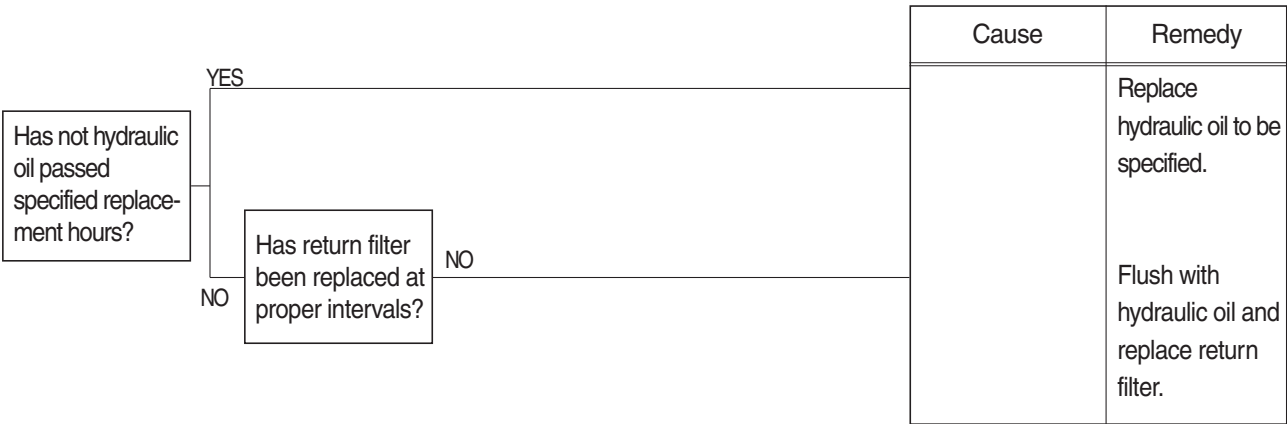 Cause
Remedy
YES
Replace
hydraulic oil to be
specified.
Has not hydraulic
oil passed
specified replace-
ment hours?
NO
Has return filter
been replaced at
proper intervals?
NO
Flush with
hydraulic oil and
replace return
filter.